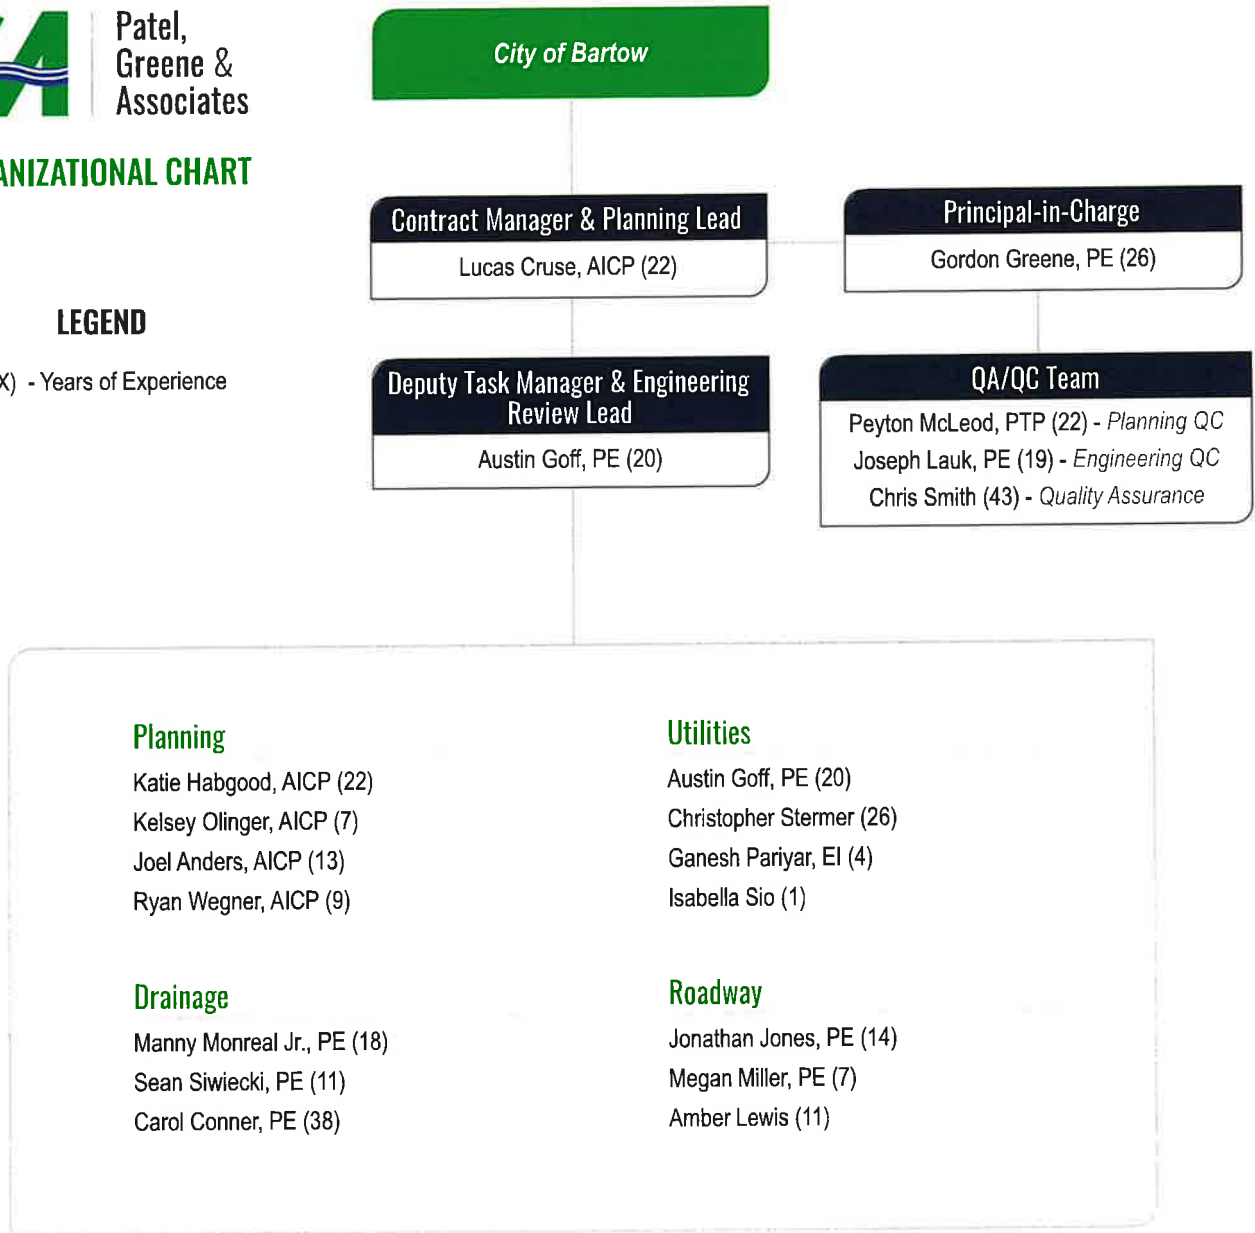 Patel,
Greene &
Associates
City of Bartow
ANIZATIONAL CHART
Contract Manager & Planning Lead
Lucas Cruse, AICP (22)
Principal-in-Charge
Gordon Greene, PE (26)
LEGEND
X) - Years of Experience
Deputy Task Manager & Engineering
Review Lead
Austin Goff, PE (20)
QA/QC Team
Peyton McLeod, PTP (22) - Planning QC
Joseph Lauk, PE (19) - Engineering QC
Chris Smith (43) - Quality Assurance
Planning
Katie Habgood, AICP (22)
Kelsey Olinger, AICP (7)
Joel Anders, AICP (13)
Ryan Wegner, AICP (9)
Utilities
Austin Goff, PE (20)
Christopher Stermer (26)
Ganesh Pariyar, EI (4)
Isabella Sio (1)
Drainage
Manny Monreal Jr., PE (18)
Sean Siwiecki, PE (11)
Carol Conner, PE (38)
Roadway
Jonathan Jones, PE (14)
Megan Miller, PE (7)
Amber Lewis (11)